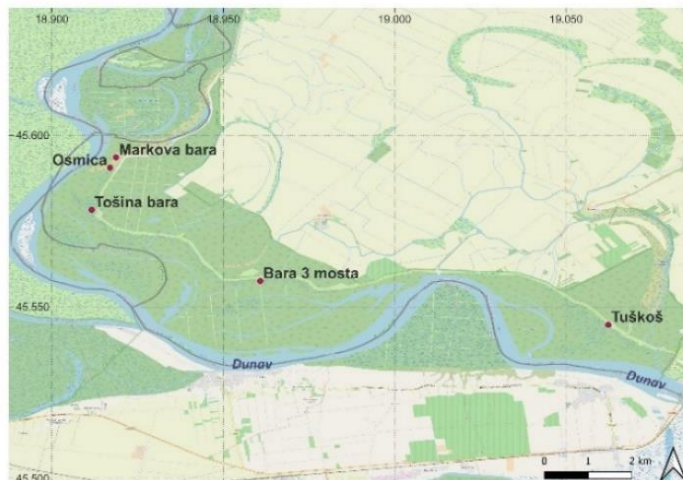 18.900 18.950 19.000 19.050
45.600
Markova bara
Osmica
Tošina bara
Bara 3 mosta
45.550
Tuškoš
Dunav
Dunav
45.500
0 1 2 km